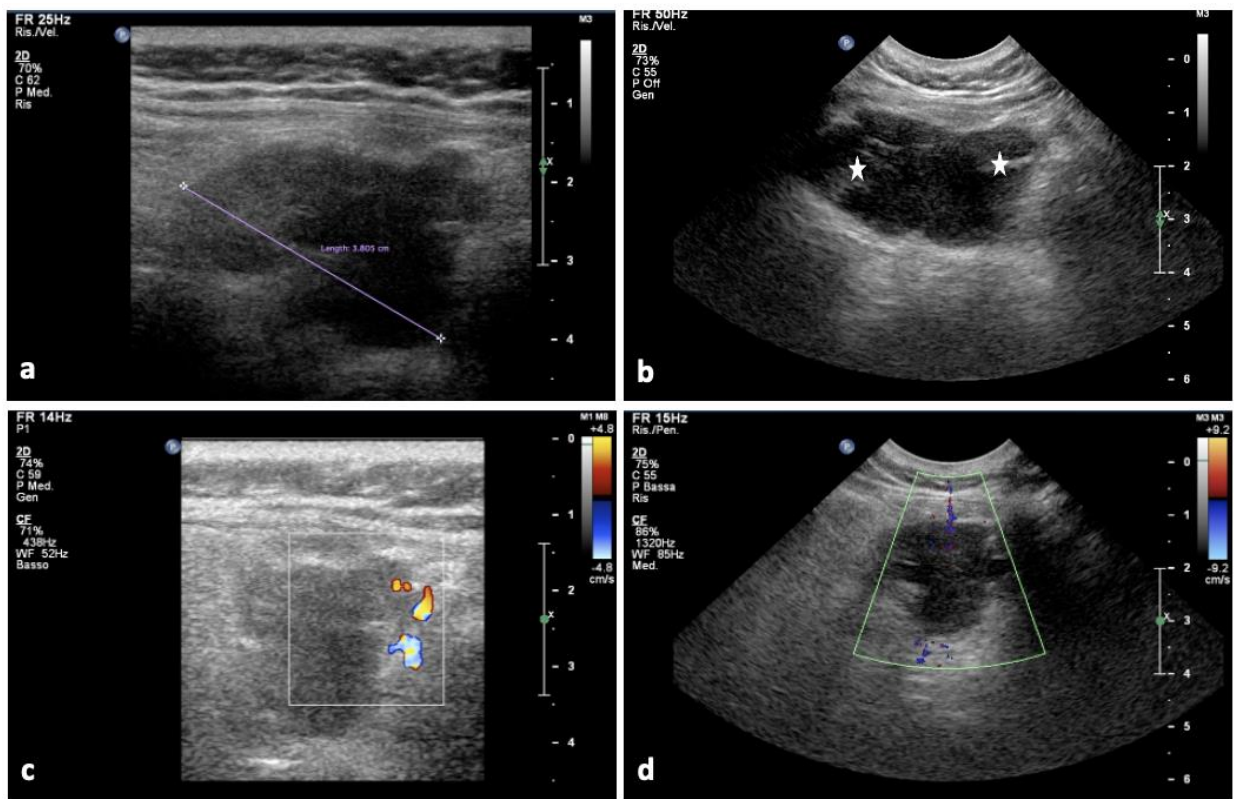 FR 25Hz
Ris./Vel.
M3
P
2D
70%
C 62
P Med.
Ris
1
X
2
Length: 3.805 cm
3
4
a
FR 50Hz
Ris./Vel.
M3
P
2D
73%
C 55
P Off
Gen
0
1
2
X
3
4
5
6
b
FR 14Hz
P1
M1 M8
+4.8
P
2D
74%
C 59
P Med.
Gen
CF
71%
438Hz
WF 52Hz
Basso
0
1
-4.8
cm/s
2
X
3
4
c
FR 15Hz
Ris./Pen.
M3 M3
+9.2
P
2D
75%
C 55
P Bassa
Ris
CF
86%
1320Hz
WF 85Hz
Med.
0
1
2
-9.2
cm/s
X
3
4
5
6
d